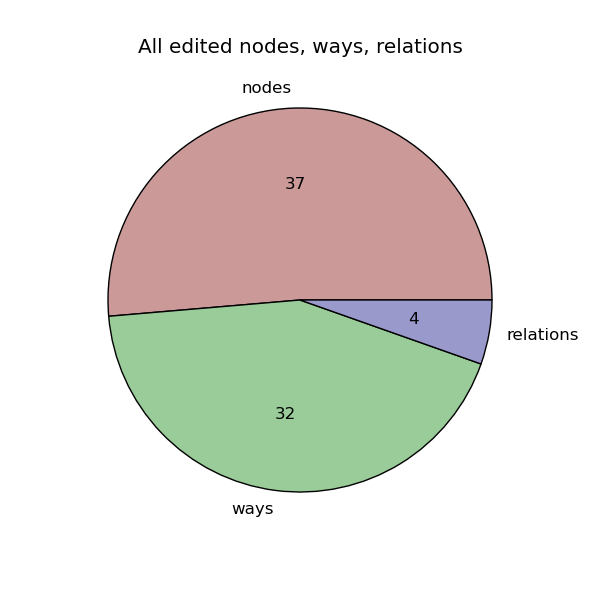 All edited nodes, ways, relations
nodes
37
4
relations
32
ways